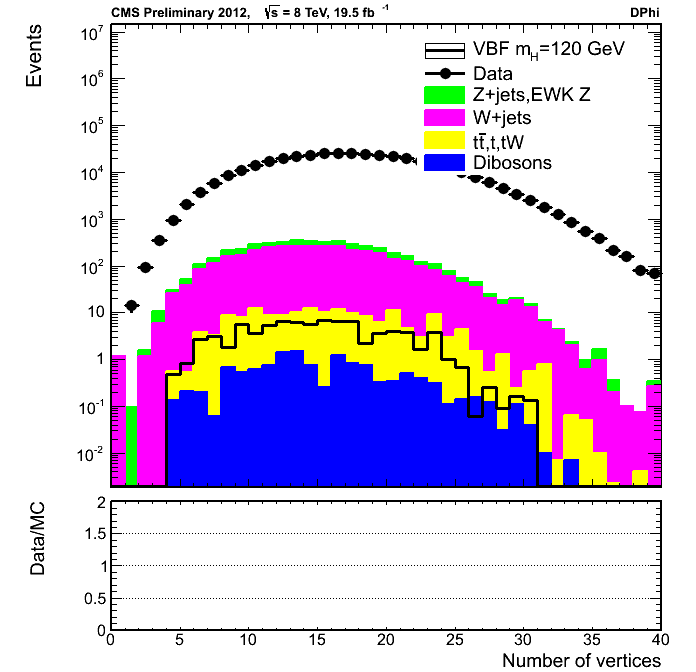 CMS Preliminary 2012, √s = 8 TeV, 19.5 fb⁻¹ DPhi
Events
10⁷
10⁶
10⁵
10⁴
10³
10²
10
1
10⁻¹
10⁻²
VBF m_H=120 GeV
Data
Z+jets,EWK Z
W+jets
tt̄,t,tW
Dibosons
Data/MC
2
1.5
1
0.5
0
0 5 10 15 20 25 30 35 40
Number of vertices